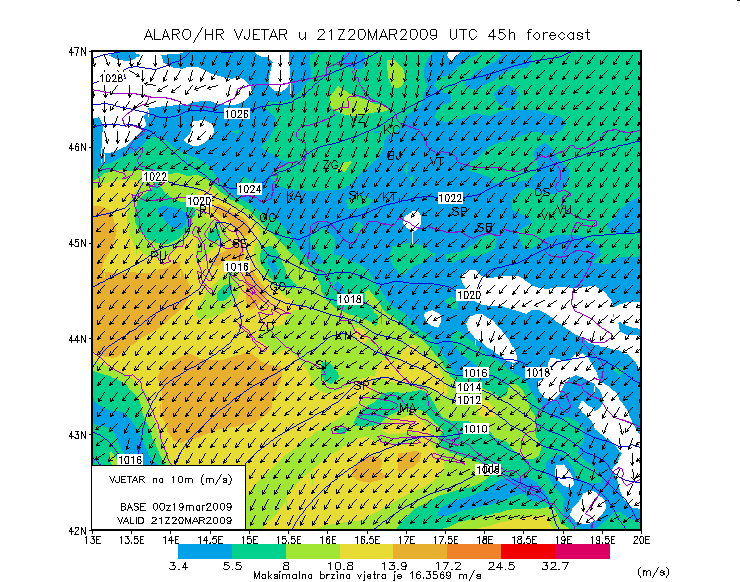 ALARO/HR VJETAR u 21Z20MAR2009 UTC 45h forecast
47N
1028
1026
VZ
KC
46N
BJ
VT
ZG
1022
1024
OS
KA
SK
KT
1022
1020
RI
SP
VK
VU
OG
SB
45N
SE
PU
1016
GO
1020
1018
ZD
44N
KN
1016
1018
1014
1012
SP
MA
1010
43N
1016
1008
VJETAR na 10m (m/s)
BASE 00z19mar2009
VALID 21Z20MAR2009
42N
13E 13.5E 14E 14.5E 15E 15.5E 16E 16.5E 17E 17.5E 18E 18.5E 19E 19.5E 20E
3.4 5.5 8 10.8 13.9 17.2 24.5 32.7
Maksimalna brzina vjetra je 16.3569 m/s
(m/s)